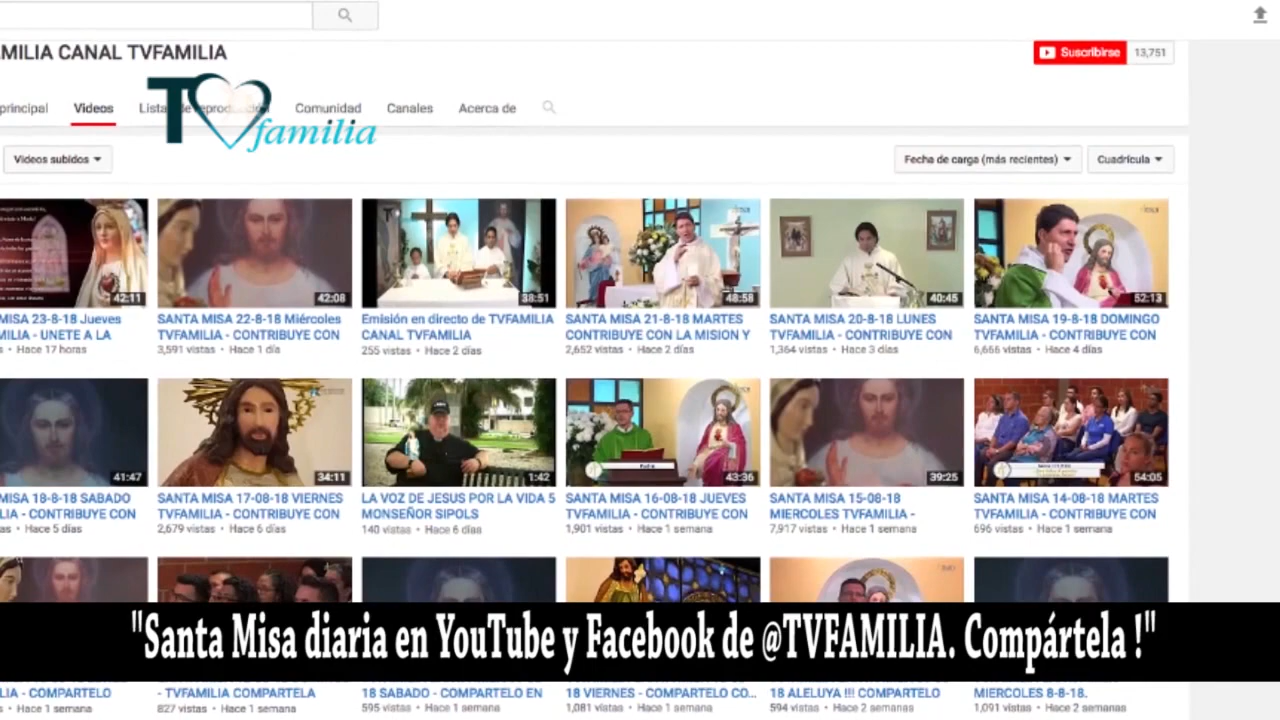 MILIA CANAL TVFAMILIA
Suscribirse 13,751
T familia
principal Videos Comunidad Canales Acerca de
Videos subidos
Fecha de carga (más recientes) Cuadrícula
42:11 42:08 38:51 48:58 40:45 52:13
MISA 23-8-18 Jueves
MILIA - UNETE A LA
s • Hace 17 horas
SANTA MISA 22-8-18 Miércoles
TVFAMILIA - CONTRIBUYE CON
3,591 vistas • Hace 1 día
Emisión en directo de TVFAMILIA
CANAL TVFAMILIA
255 vistas • Hace 2 días
SANTA MISA 21-8-18 MARTES
CONTRIBUYE CON LA MISION Y
2,652 vistas • Hace 2 días
SANTA MISA 20-8-18 LUNES
TVFAMILIA - CONTRIBUYE CON
1,364 vistas • Hace 3 días
SANTA MISA 19-8-18 DOMINGO
TVFAMILIA - CONTRIBUYE CON
6,666 vistas • Hace 4 días
41:47 34:11 1:42 43:36 39:25 54:05
MISA 18-8-18 SABADO
LIA - CONTRIBUYE CON
as • Hace 5 días
SANTA MISA 17-08-18 VIERNES
TVFAMILIA - CONTRIBUYE CON
2,679 vistas • Hace 6 días
LA VOZ DE JESUS POR LA VIDA 5
MONSEÑOR SIPOLS
140 vistas • Hace 6 días
SANTA MISA 16-08-18 JUEVES
TVFAMILIA - CONTRIBUYE CON
1,901 vistas • Hace 1 semana
SANTA MISA 15-08-18
MIERCOLES TVFAMILIA -
7,917 vistas • Hace 1 semana
SANTA MISA 14-08-18 MARTES
TVFAMILIA - CONTRIBUYE CON
696 vistas • Hace 1 semana
"Santa Misa diaria en YouTube y Facebook de @TVFAMILIA. Compártela !"
LIA - COMPARTELO
as • Hace 1 semana
- TVFAMILIA COMPARTELA
827 vistas • Hace 1 semana
18 SABADO - COMPARTELO EN
595 vistas • Hace 1 semana
18 VIERNES - COMPARTELO CO...
1,081 vistas • Hace 1 semana
18 ALELUYA !!! COMPARTELO
594 vistas • Hace 2 semanas
MIERCOLES 8-8-18.
1,091 vistas • Hace 2 semanas